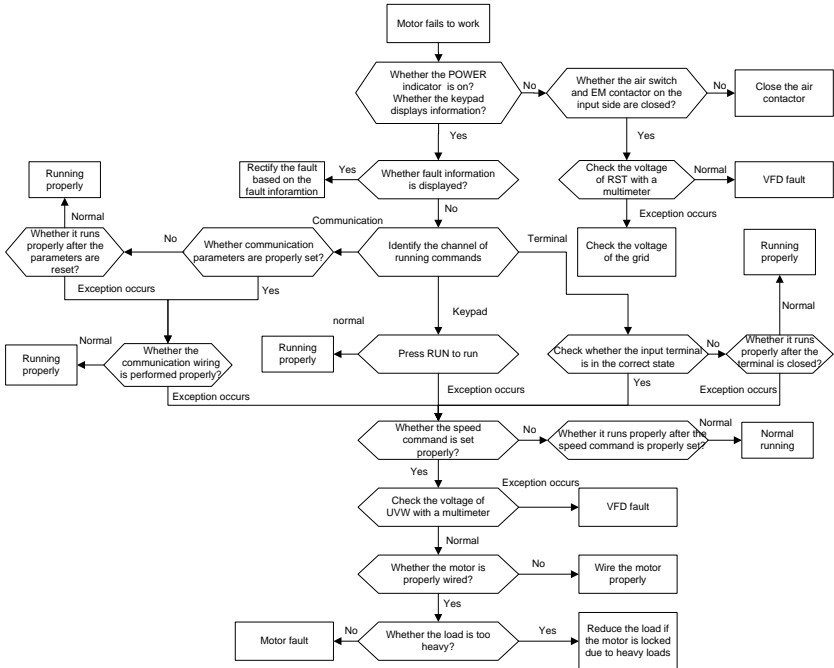 Motor fails to work
Whether the POWER
indicator is on?
Whether the keypad
displays information?
No
Whether the air switch
and EM contactor on the
input side are closed?
No
Close the air
contactor
Yes
Yes
Rectify the fault
based on the
fault inforamtion
Yes
Whether fault information
is displayed?
Check the voltage
of RST with a
multimeter
Normal
VFD fault
Running
properly
Normal
No
Exception occurs
Check the voltage
of the grid
Communication
Whether it runs
properly after the
parameters are
reset?
No
Whether communication
parameters are properly set?
Identify the channel of
running commands
Terminal
Running
properly
Exception occurs
Yes
Keypad
Normal
Normal
Running
properly
Whether the
communication wiring
is performed properly?
normal
Running
properly
Press RUN to run
Check whether the input terminal
is in the correct state
No
Whether it runs
properly after the
terminal is closed?
Exception occurs
Exception occurs
Yes
Exception occurs
Whether the speed
command is set
properly?
No
Whether it runs properly after the
speed command is properly set?
Normal
Normal
running
Yes
Check the voltage of
UVW with a multimeter
Exception occurs
VFD fault
Normal
Whether the motor is
properly wired?
No
Wire the motor
properly
Yes
Motor fault
No
Whether the load is too
heavy?
Yes
Reduce the load if
the motor is locked
due to heavy loads